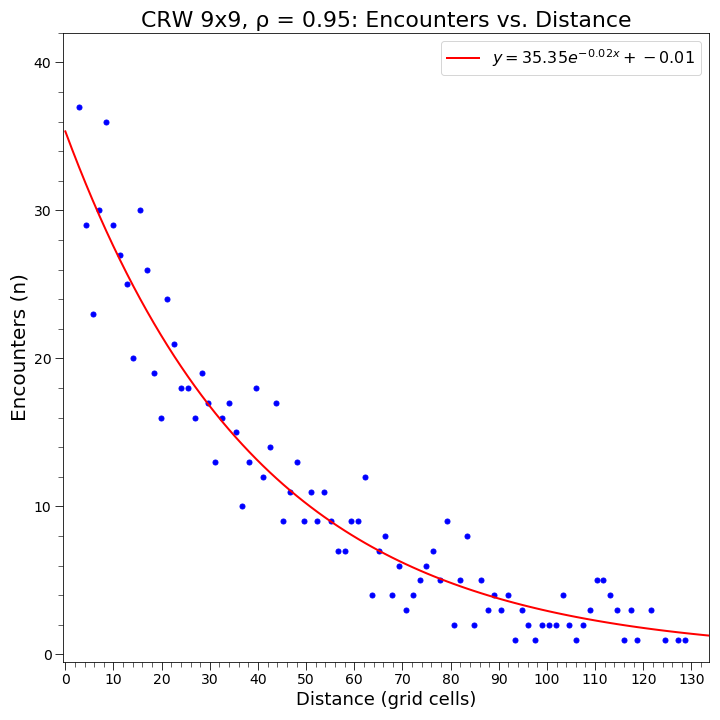 CRW 9x9, ρ = 0.95: Encounters vs. Distance
y = 35.35e^{-0.02x} + -0.01
Encounters (n)
40
30
20
10
0
0 10 20 30 40 50 60 70 80 90 100 110 120 130
Distance (grid cells)